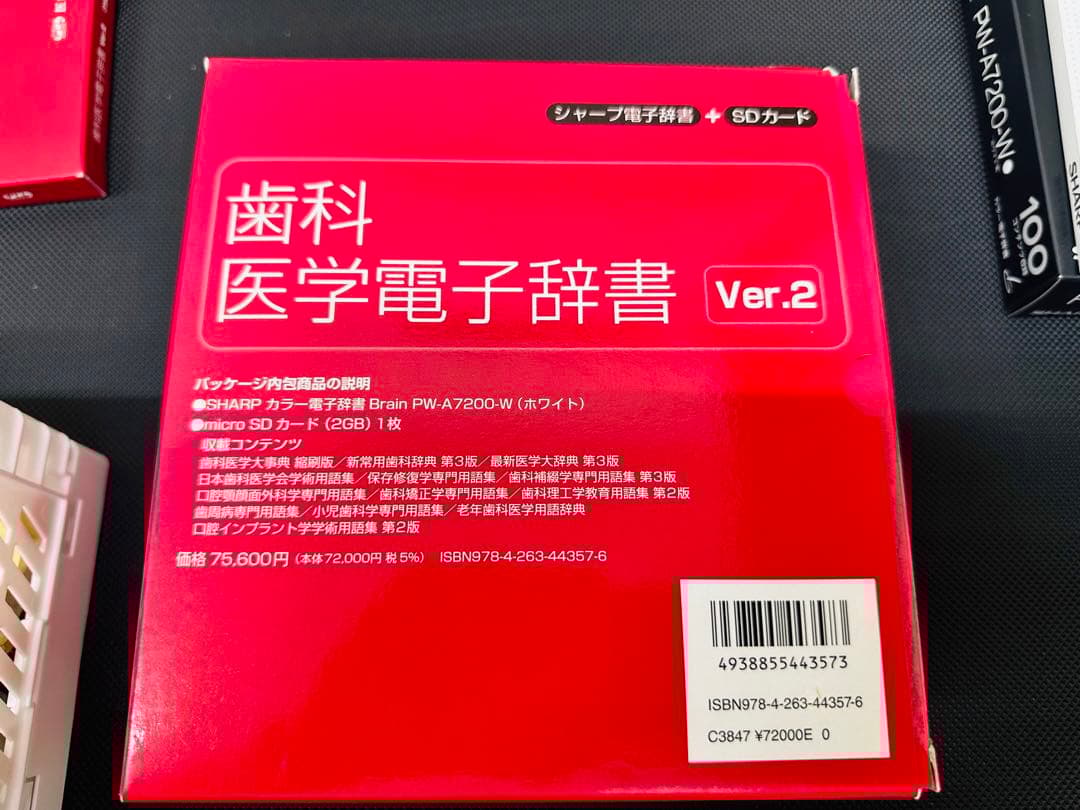 シャープ電子辞書 + SDカード
歯科
医学電子辞書 Ver.2
パッケージ内包商品の説明
●SHARP カラー電子辞書 Brain PW-A7200-W（ホワイト）
●micro SDカード（2GB）1枚
収載コンテンツ
歯科医学大事典 縮刷版／新常用歯科辞典 第3版／最新医学大辞典 第3版
日本歯科医学会学術用語集／保存修復学専門用語集／歯科補綴学専門用語集 第3版
口腔顎顔面外科学専門用語集／歯科矯正学専門用語集／歯科理工学教育用語集 第2版
歯周病専門用語集／小児歯科学専門用語集／老年歯科医学用語辞典
口腔インプラント学学術用語集 第2版
価格 75,600円（本体72,000円 税5%） ISBN978-4-263-44357-6
4938855443573
ISBN978-4-263-44357-6
C3847 ¥72000E 0
PW-A7200-W●
100
SHARP